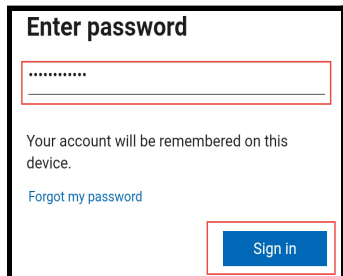 Enter password
••••••••••••
Your account will be remembered on this
device.
Forgot my password
Sign in